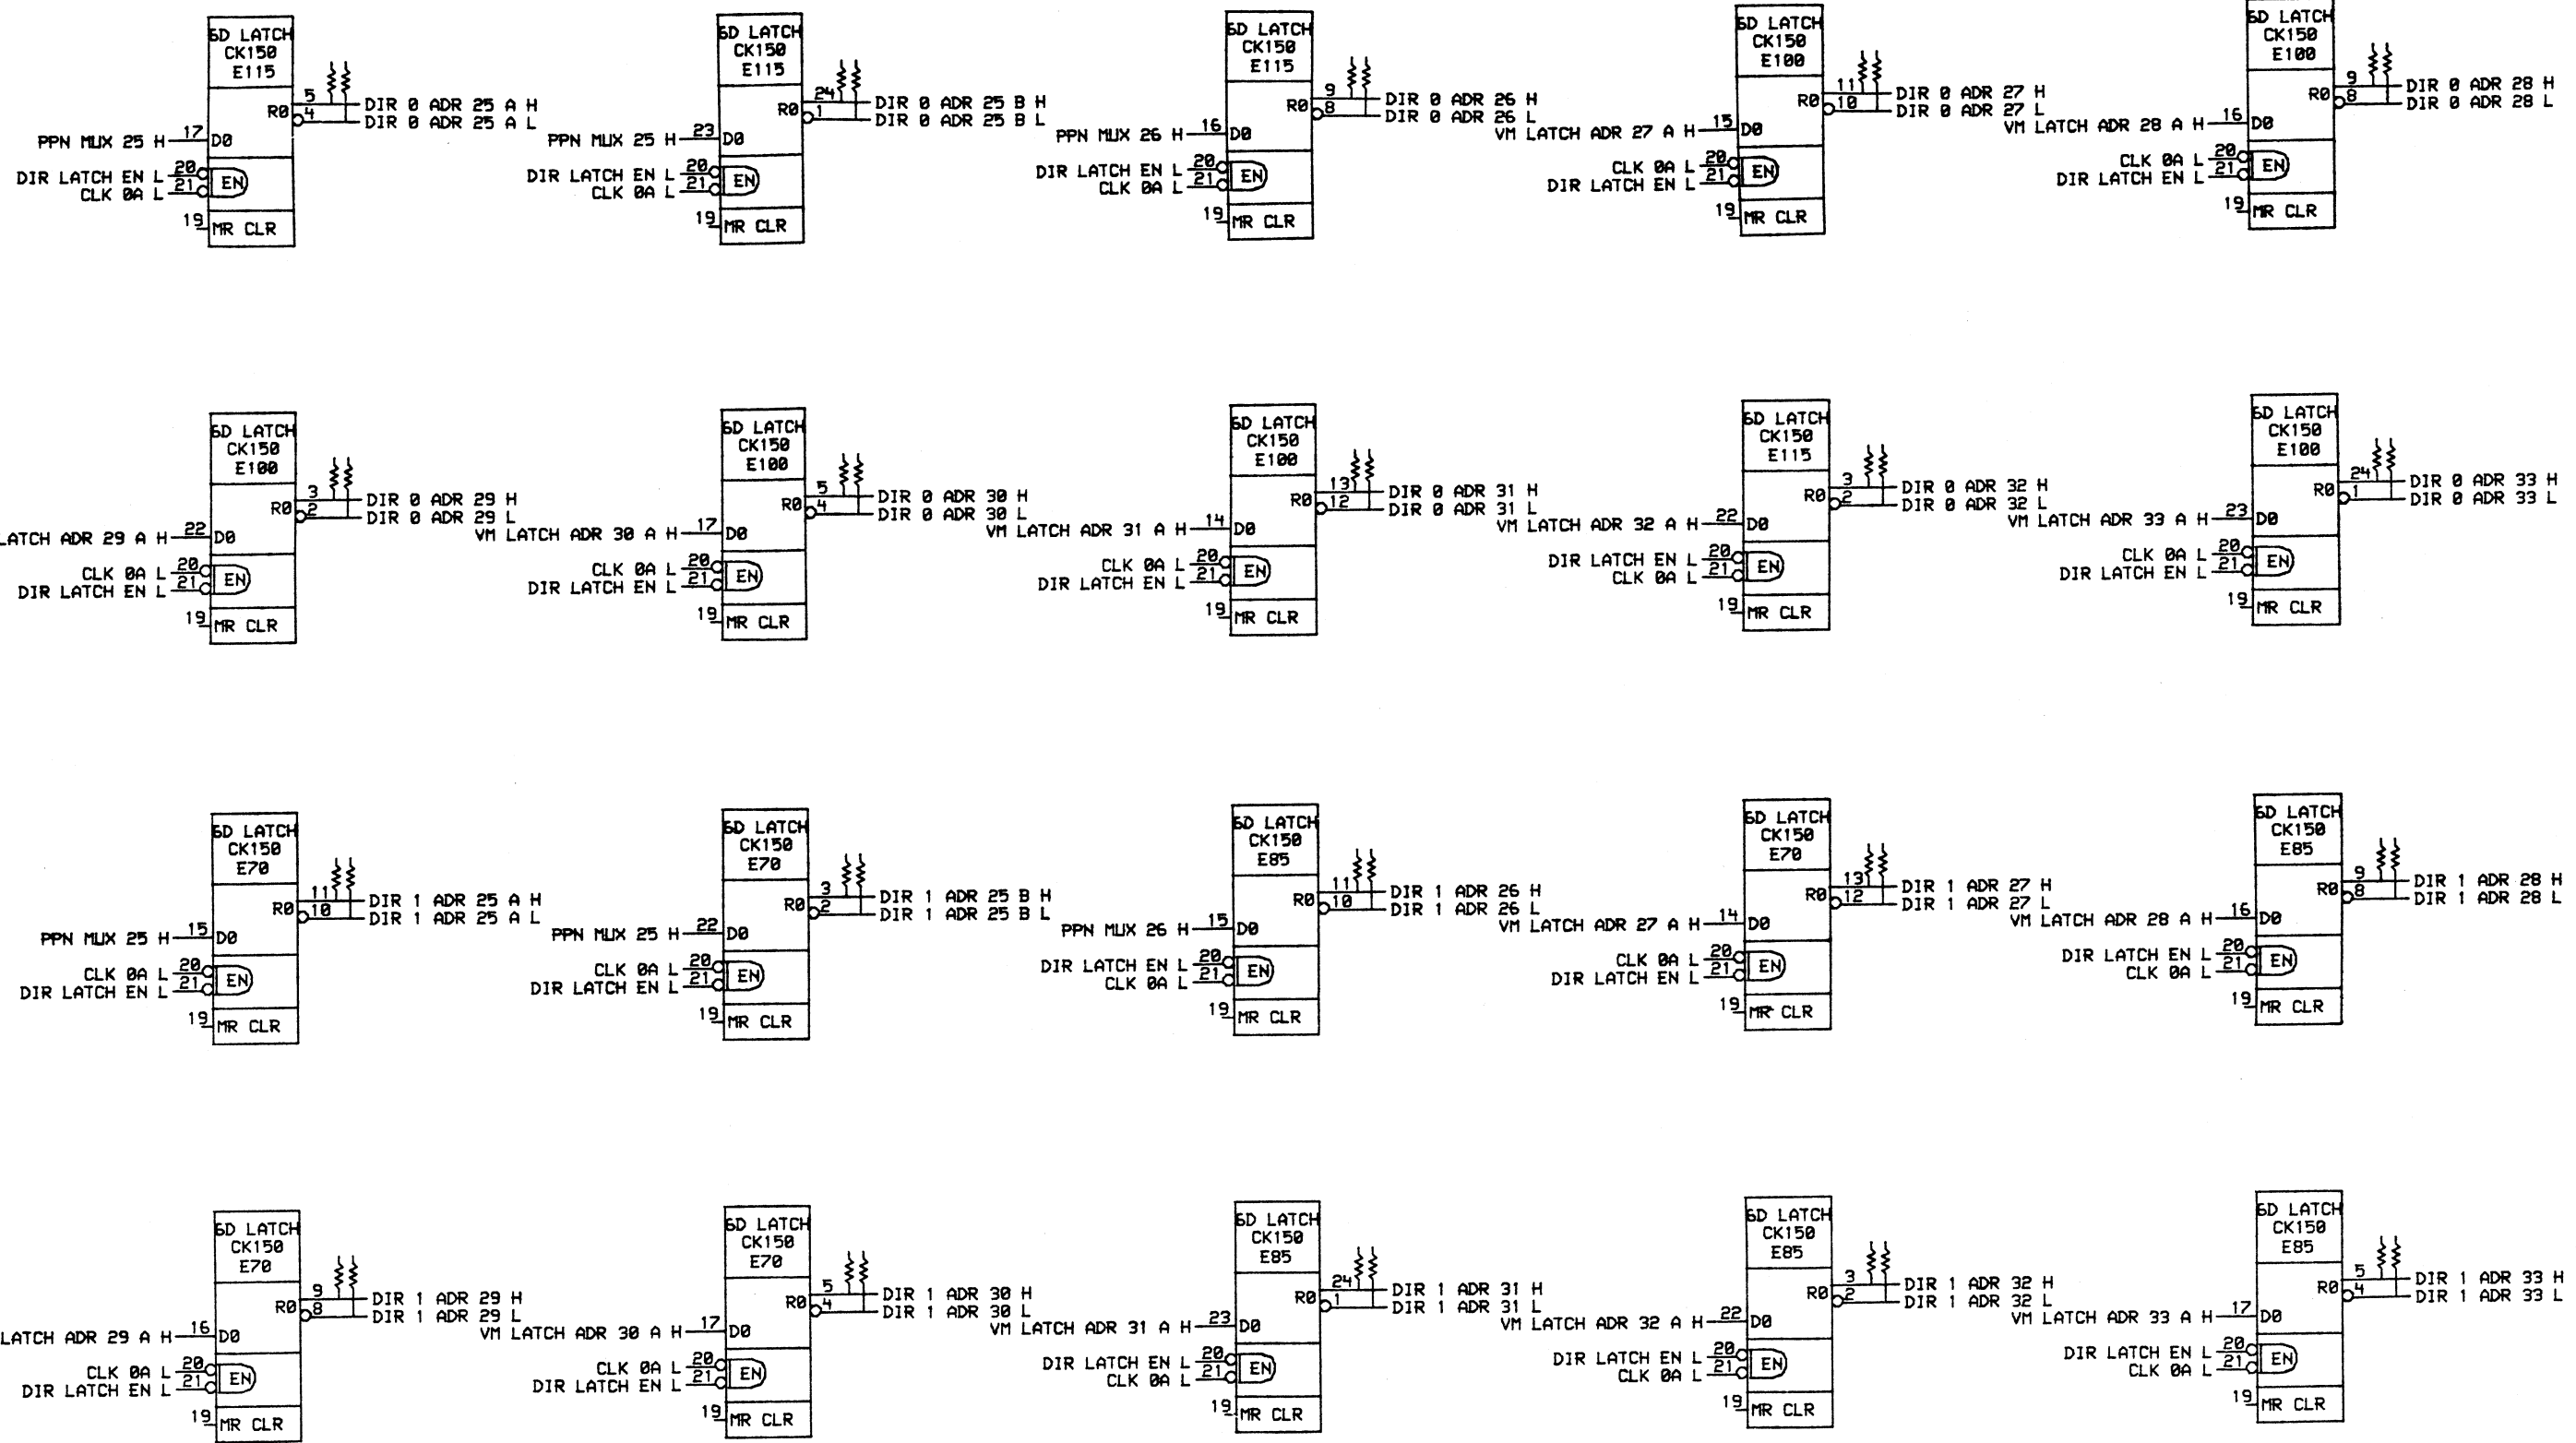 6D LATCH
CK150
E115
5
R0
4
DIR 0 ADR 25 A H
DIR 0 ADR 25 A L
PPN MUX 25 H
17
D0
DIR LATCH EN L
20
CLK 0A L
21
EN
19
MR CLR
6D LATCH
CK150
E115
24
R0
1
DIR 0 ADR 25 B H
DIR 0 ADR 25 B L
PPN MUX 25 H
23
D0
DIR LATCH EN L
20
CLK 0A L
21
EN
19
MR CLR
6D LATCH
CK150
E115
9
R0
8
DIR 0 ADR 26 H
DIR 0 ADR 26 L
PPN MUX 26 H
16
D0
DIR LATCH EN L
20
CLK 0A L
21
EN
19
MR CLR
6D LATCH
CK150
E100
11
R0
10
DIR 0 ADR 27 H
DIR 0 ADR 27 L
VM LATCH ADR 27 A H
15
D0
CLK 0A L
20
DIR LATCH EN L
21
EN
19
MR CLR
6D LATCH
CK150
E100
9
R0
8
DIR 0 ADR 28 H
DIR 0 ADR 28 L
VM LATCH ADR 28 A H
16
D0
CLK 0A L
20
DIR LATCH EN L
21
EN
19
MR CLR
6D LATCH
CK150
E100
3
R0
2
DIR 0 ADR 29 H
DIR 0 ADR 29 L
LATCH ADR 29 A H
22
D0
CLK 0A L
20
DIR LATCH EN L
21
EN
19
MR CLR
6D LATCH
CK150
E100
5
R0
4
DIR 0 ADR 30 H
DIR 0 ADR 30 L
VM LATCH ADR 30 A H
17
D0
CLK 0A L
20
DIR LATCH EN L
21
EN
19
MR CLR
6D LATCH
CK150
E100
13
R0
12
DIR 0 ADR 31 H
DIR 0 ADR 31 L
VM LATCH ADR 31 A H
14
D0
CLK 0A L
20
DIR LATCH EN L
21
EN
19
MR CLR
6D LATCH
CK150
E115
3
R0
2
DIR 0 ADR 32 H
DIR 0 ADR 32 L
VM LATCH ADR 32 A H
22
D0
DIR LATCH EN L
20
CLK 0A L
21
EN
19
MR CLR
6D LATCH
CK150
E100
24
R0
1
DIR 0 ADR 33 H
DIR 0 ADR 33 L
VM LATCH ADR 33 A H
23
D0
CLK 0A L
20
DIR LATCH EN L
21
EN
19
MR CLR
6D LATCH
CK150
E70
11
R0
10
DIR 1 ADR 25 A H
DIR 1 ADR 25 A L
PPN MUX 25 H
15
D0
CLK 0A L
20
DIR LATCH EN L
21
EN
19
MR CLR
6D LATCH
CK150
E70
3
R0
2
DIR 1 ADR 25 B H
DIR 1 ADR 25 B L
PPN MUX 25 H
22
D0
CLK 0A L
20
DIR LATCH EN L
21
EN
19
MR CLR
6D LATCH
CK150
E85
11
R0
10
DIR 1 ADR 26 H
DIR 1 ADR 26 L
PPN MUX 26 H
15
D0
DIR LATCH EN L
20
CLK 0A L
21
EN
19
MR CLR
6D LATCH
CK150
E70
13
R0
12
DIR 1 ADR 27 H
DIR 1 ADR 27 L
VM LATCH ADR 27 A H
14
D0
CLK 0A L
20
DIR LATCH EN L
21
EN
19
MR CLR
6D LATCH
CK150
E85
9
R0
8
DIR 1 ADR 28 H
DIR 1 ADR 28 L
VM LATCH ADR 28 A H
16
D0
DIR LATCH EN L
20
CLK 0A L
21
EN
19
MR CLR
6D LATCH
CK150
E70
9
R0
8
DIR 1 ADR 29 H
DIR 1 ADR 29 L
LATCH ADR 29 A H
16
D0
CLK 0A L
20
DIR LATCH EN L
21
EN
19
MR CLR
6D LATCH
CK150
E70
5
R0
4
DIR 1 ADR 30 H
DIR 1 ADR 30 L
VM LATCH ADR 30 A H
17
D0
CLK 0A L
20
DIR LATCH EN L
21
EN
19
MR CLR
6D LATCH
CK150
E85
24
R0
1
DIR 1 ADR 31 H
DIR 1 ADR 31 L
VM LATCH ADR 31 A H
23
D0
DIR LATCH EN L
20
CLK 0A L
21
EN
19
MR CLR
6D LATCH
CK150
E85
3
R0
2
DIR 1 ADR 32 H
DIR 1 ADR 32 L
VM LATCH ADR 32 A H
22
D0
DIR LATCH EN L
20
CLK 0A L
21
EN
19
MR CLR
6D LATCH
CK150
E85
5
R0
4
DIR 1 ADR 33 H
DIR 1 ADR 33 L
VM LATCH ADR 33 A H
17
D0
DIR LATCH EN L
20
CLK 0A L
21
EN
19
MR CLR